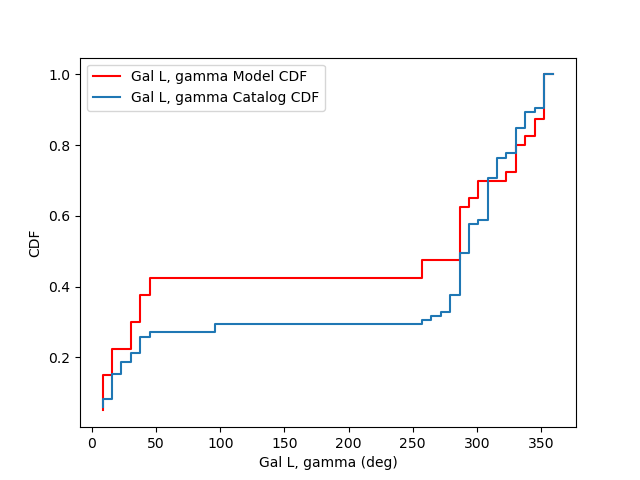 Gal L, gamma Model CDF
Gal L, gamma Catalog CDF
1.0
0.8
0.6
0.4
0.2
CDF
0 50 100 150 200 250 300 350
Gal L, gamma (deg)